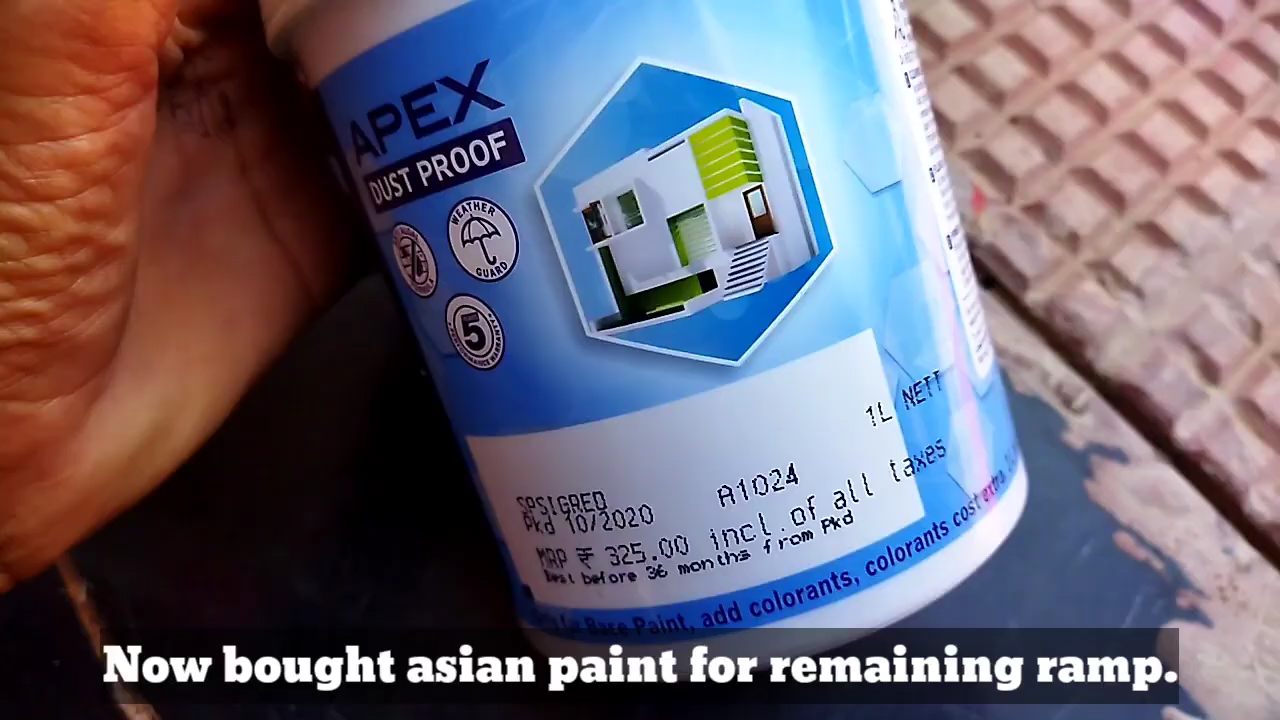 APEX
DUST PROOF
WEATHER
GUARD
5
1L NETT
SPSIGRED
A1024
Pkd 10/2020
MRP ₹ 325.00 incl.of all taxes
Best before 36 months from Pkd
Base Paint, add colorants, colorants cost extra.
Now bought asian paint for remaining ramp.